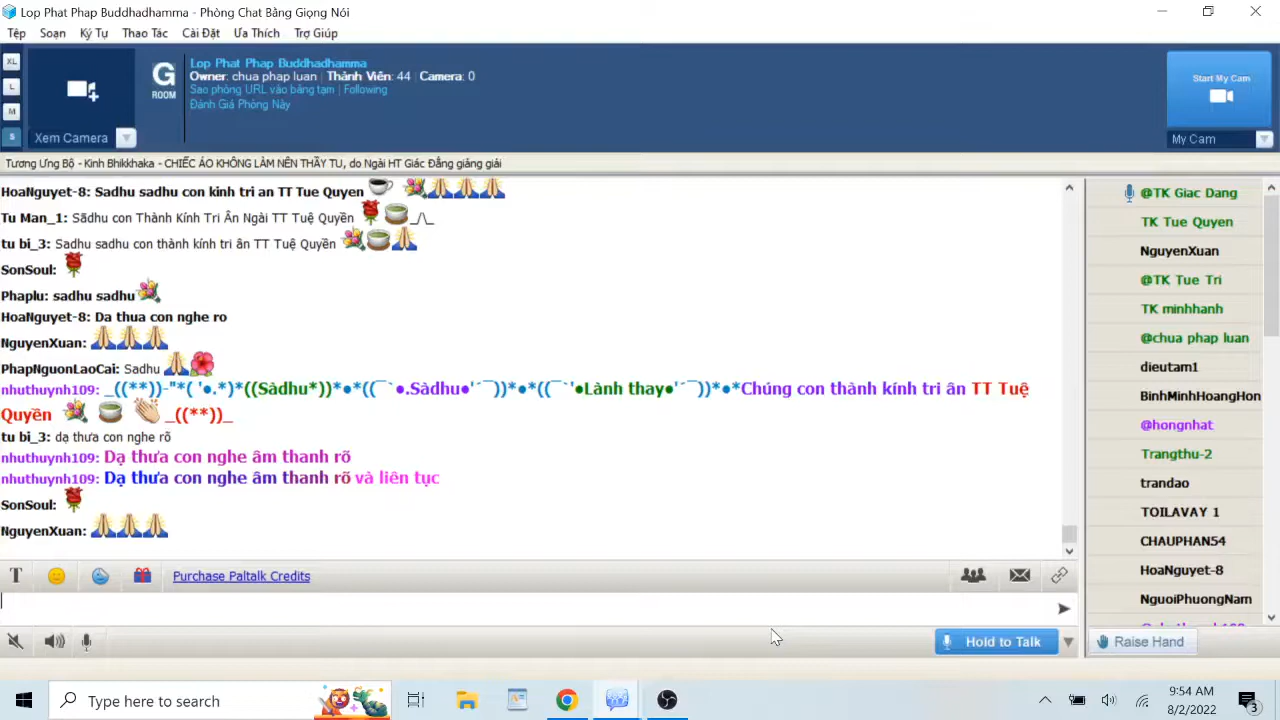 Lop Phat Phap Buddhadhamma - Phòng Chat Bằng Giọng Nói
Tệp Soạn Ký Tự Thao Tác Cài Đặt Ưa Thích Trợ Giúp
XL
L
M
S
Xem Camera
G
ROOM
Lop Phat Phap Buddhadhamma
Owner: chua phap luan | Thành Viên: 44 | Camera: 0
Sao phòng URL vào bảng tạm | Following
Đánh Giá Phòng Này
Start My Cam
My Cam
Tương Ưng Bộ - Kinh Bhikkhaka - CHIẾC ÁO KHÔNG LÀM NÊN THẦY TU, do Ngài HT Giác Đẳng giảng giải
HoaNguyet-8: Sadhu sadhu con kinh tri an TT Tue Quyen
Tu Man_1: Sãdhu con Thành Kính Tri Ân Ngài TT Tuệ Quyền _/\_
tu bi_3: Sadhu sadhu con thành kính tri ân TT Tuệ Quyền
SonSoul:
Phaplu: sadhu sadhu
HoaNguyet-8: Da thua con nghe ro
NguyenXuan:
PhapNguonLaoCai: Sadhu
nhuthuynh109: _((**))-"*( '●.*)*((Sàdhu*))*●*((¯`●.Sàdhu●'´¯))*●*((¯`'●Lành thay●'´¯))*●*Chúng con thành kính tri ân TT Tuệ
Quyền _((**))_
tu bi_3: dạ thưa con nghe rõ
nhuthuynh109: Dạ thưa con nghe âm thanh rõ
nhuthuynh109: Dạ thưa con nghe âm thanh rõ và liên tục
SonSoul:
NguyenXuan:
@TK Giac Dang
TK Tue Quyen
NguyenXuan
@TK Tue Tri
TK minhhanh
@chua phap luan
dieutam1
BinhMinhHoangHon
@hongnhat
Trangthu-2
trandao
TOILAVAY 1
CHAUPHAN54
HoaNguyet-8
NguoiPhuongNam
T
Purchase Paltalk Credits
Hold to Talk
Raise Hand
Type here to search
9:54 AM
8/2/2022
3